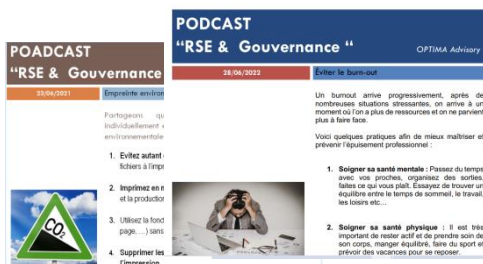 POADCAST
"RSE & Gouvernance
25/06/2021
Empreinte environ
Partageons qu
individuellement e
environnementale
1. Evitez autant
fichiers à l'impr
2. Imprimez en n
et la production
3. Utilisez la fond
page, …) sans
4. Supprimer les
l'impression
CO2
PODCAST
"RSE & Gouvernance "
OPTIMA Advisory
28/06/2022
Eviter le burn-out
Un burnout arrive progressivement, après de
nombreuses situations stressantes, on arrive à un
moment où l'on a plus de ressources et on ne parvient
plus à faire face.
Voici quelques pratiques afin de mieux maîtriser et
prévenir l'épuisement professionnel :
1. Soigner sa santé mentale : Passez du temps
avec vos proches, organisez des sorties,
faites ce qui vous plaît. Essayez de trouver un
équilibre entre le temps de sommeil, le travail,
les loisirs etc…
2. Soigner sa santé physique : Il est très
important de rester actif et de prendre soin de
son corps, manger équilibré, faire du sport et
prévoir des vacances pour se reposer.